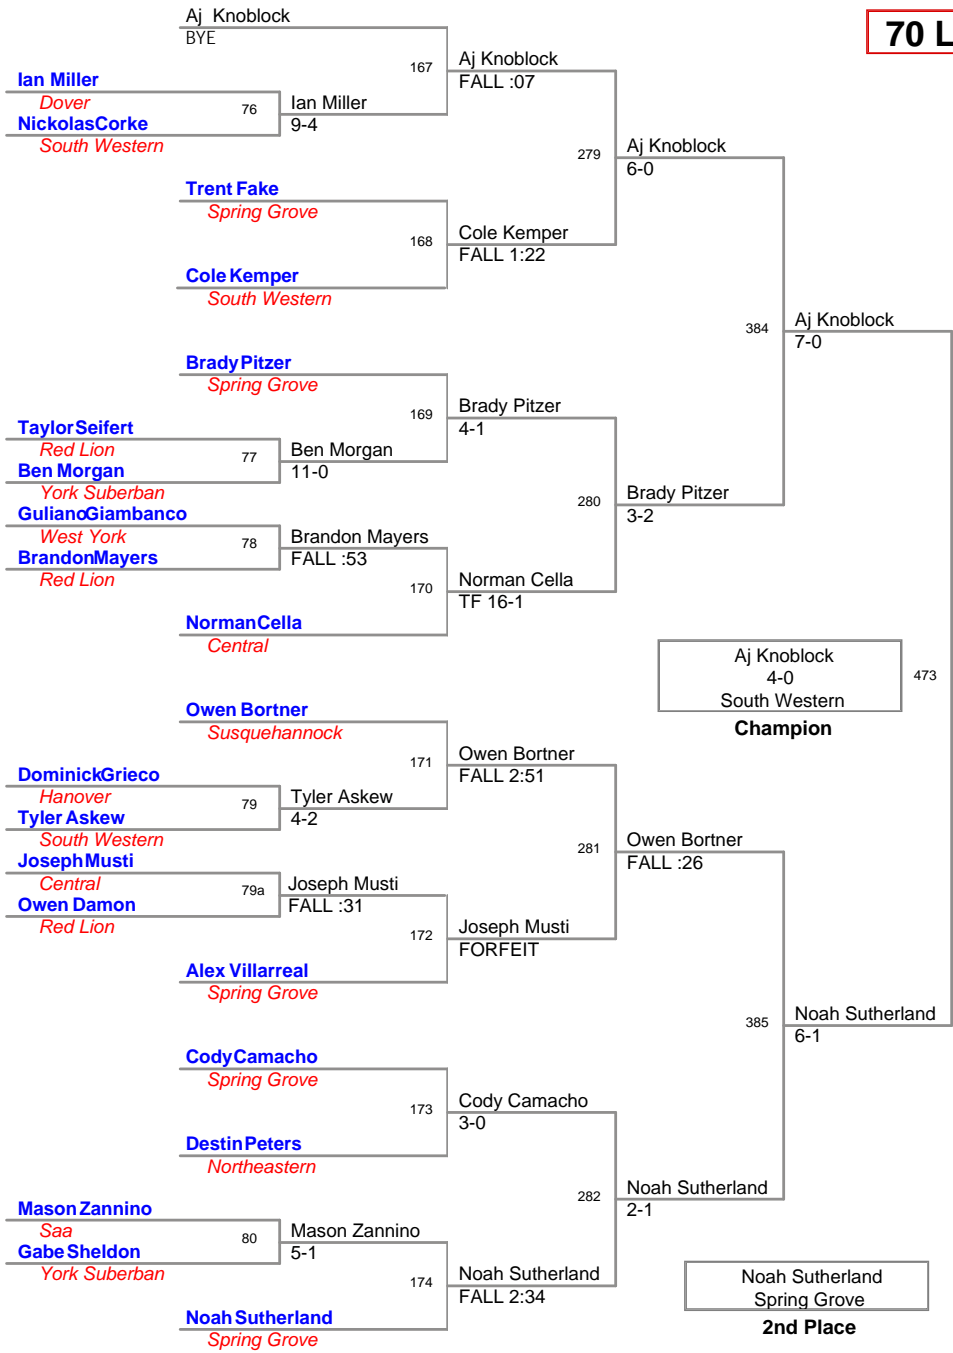 Aj Knoblock
BYE
70 L
167
Aj Knoblock
FALL :07
Ian Miller
Dover
76
Ian Miller
9-4
NickolasCorke
South Western
279
Aj Knoblock
6-0
Trent Fake
Spring Grove
168
Cole Kemper
FALL 1:22
Cole Kemper
South Western
384
Aj Knoblock
7-0
Brady Pitzer
Spring Grove
169
Brady Pitzer
4-1
Taylor Seifert
Red Lion
77
Ben Morgan
11-0
Ben Morgan
York Suberban
280
Brady Pitzer
3-2
GulianoGiambanco
West York
78
Brandon Mayers
FALL :53
BrandonMayers
Red Lion
170
Norman Cella
TF 16-1
NormanCella
Central
Aj Knoblock
4-0
South Western
473
Champion
Owen Bortner
Susquehannock
171
Owen Bortner
FALL 2:51
DominickGrieco
Hanover
79
Tyler Askew
4-2
Tyler Askew
South Western
281
Owen Bortner
FALL :26
Joseph Musti
Central
79a
Joseph Musti
FALL :31
Owen Damon
Red Lion
172
Joseph Musti
FORFEIT
Alex Villarreal
Spring Grove
385
Noah Sutherland
6-1
Cody Camacho
Spring Grove
173
Cody Camacho
3-0
Destin Peters
Northeastern
282
Noah Sutherland
2-1
Mason Zannino
Saa
80
Mason Zannino
5-1
Gabe Sheldon
York Suberban
174
Noah Sutherland
FALL 2:34
Noah Sutherland
Spring Grove
Noah Sutherland
Spring Grove
2nd Place